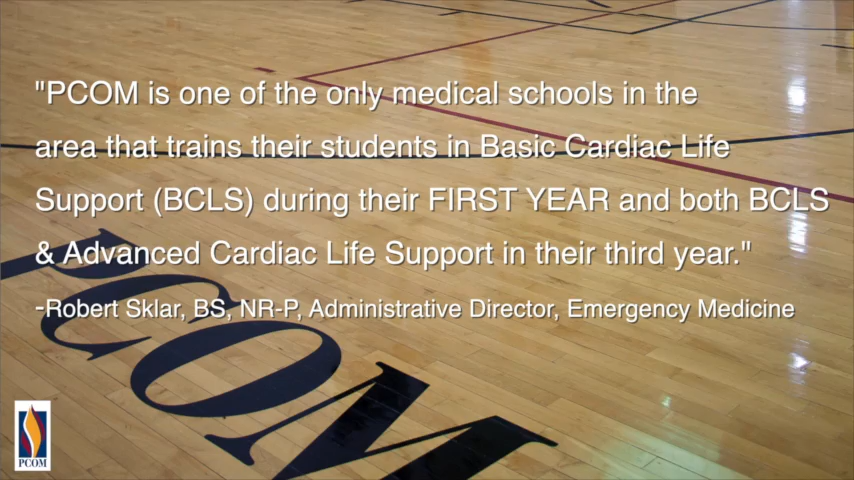 "PCOM is one of the only medical schools in the
area that trains their students in Basic Cardiac Life
Support (BCLS) during their FIRST YEAR and both BCLS
& Advanced Cardiac Life Support in their third year."
-Robert Sklar, BS, NR-P, Administrative Director, Emergency Medicine
PCOM
PCOM